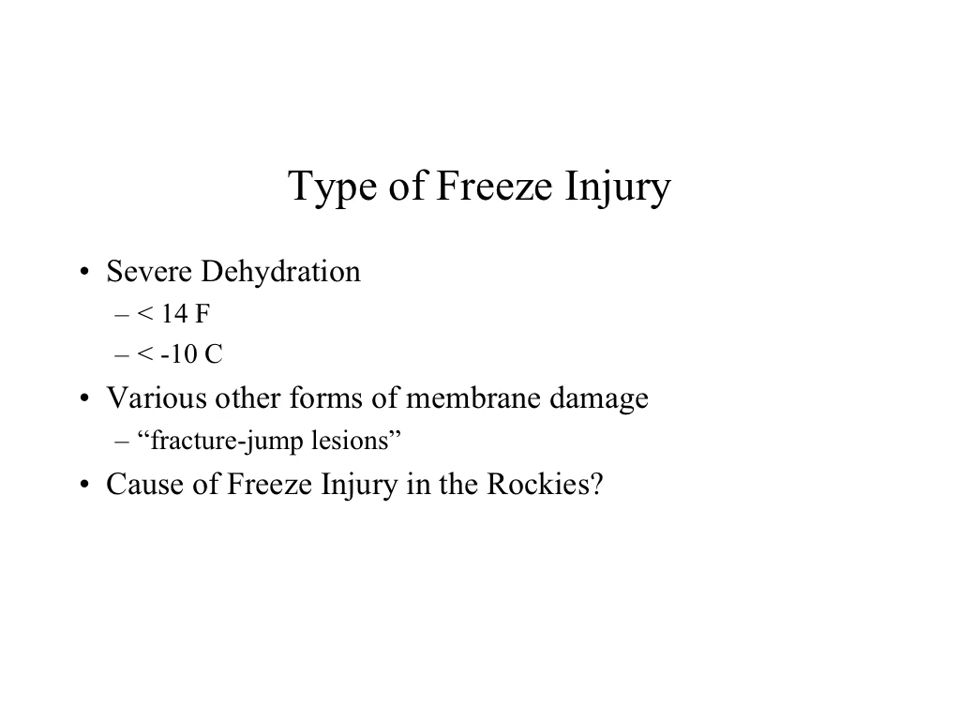 Type of Freeze Injury
• Severe Dehydration
– < 14 F
– < -10 C
• Various other forms of membrane damage
– “fracture-jump lesions”
• Cause of Freeze Injury in the Rockies?